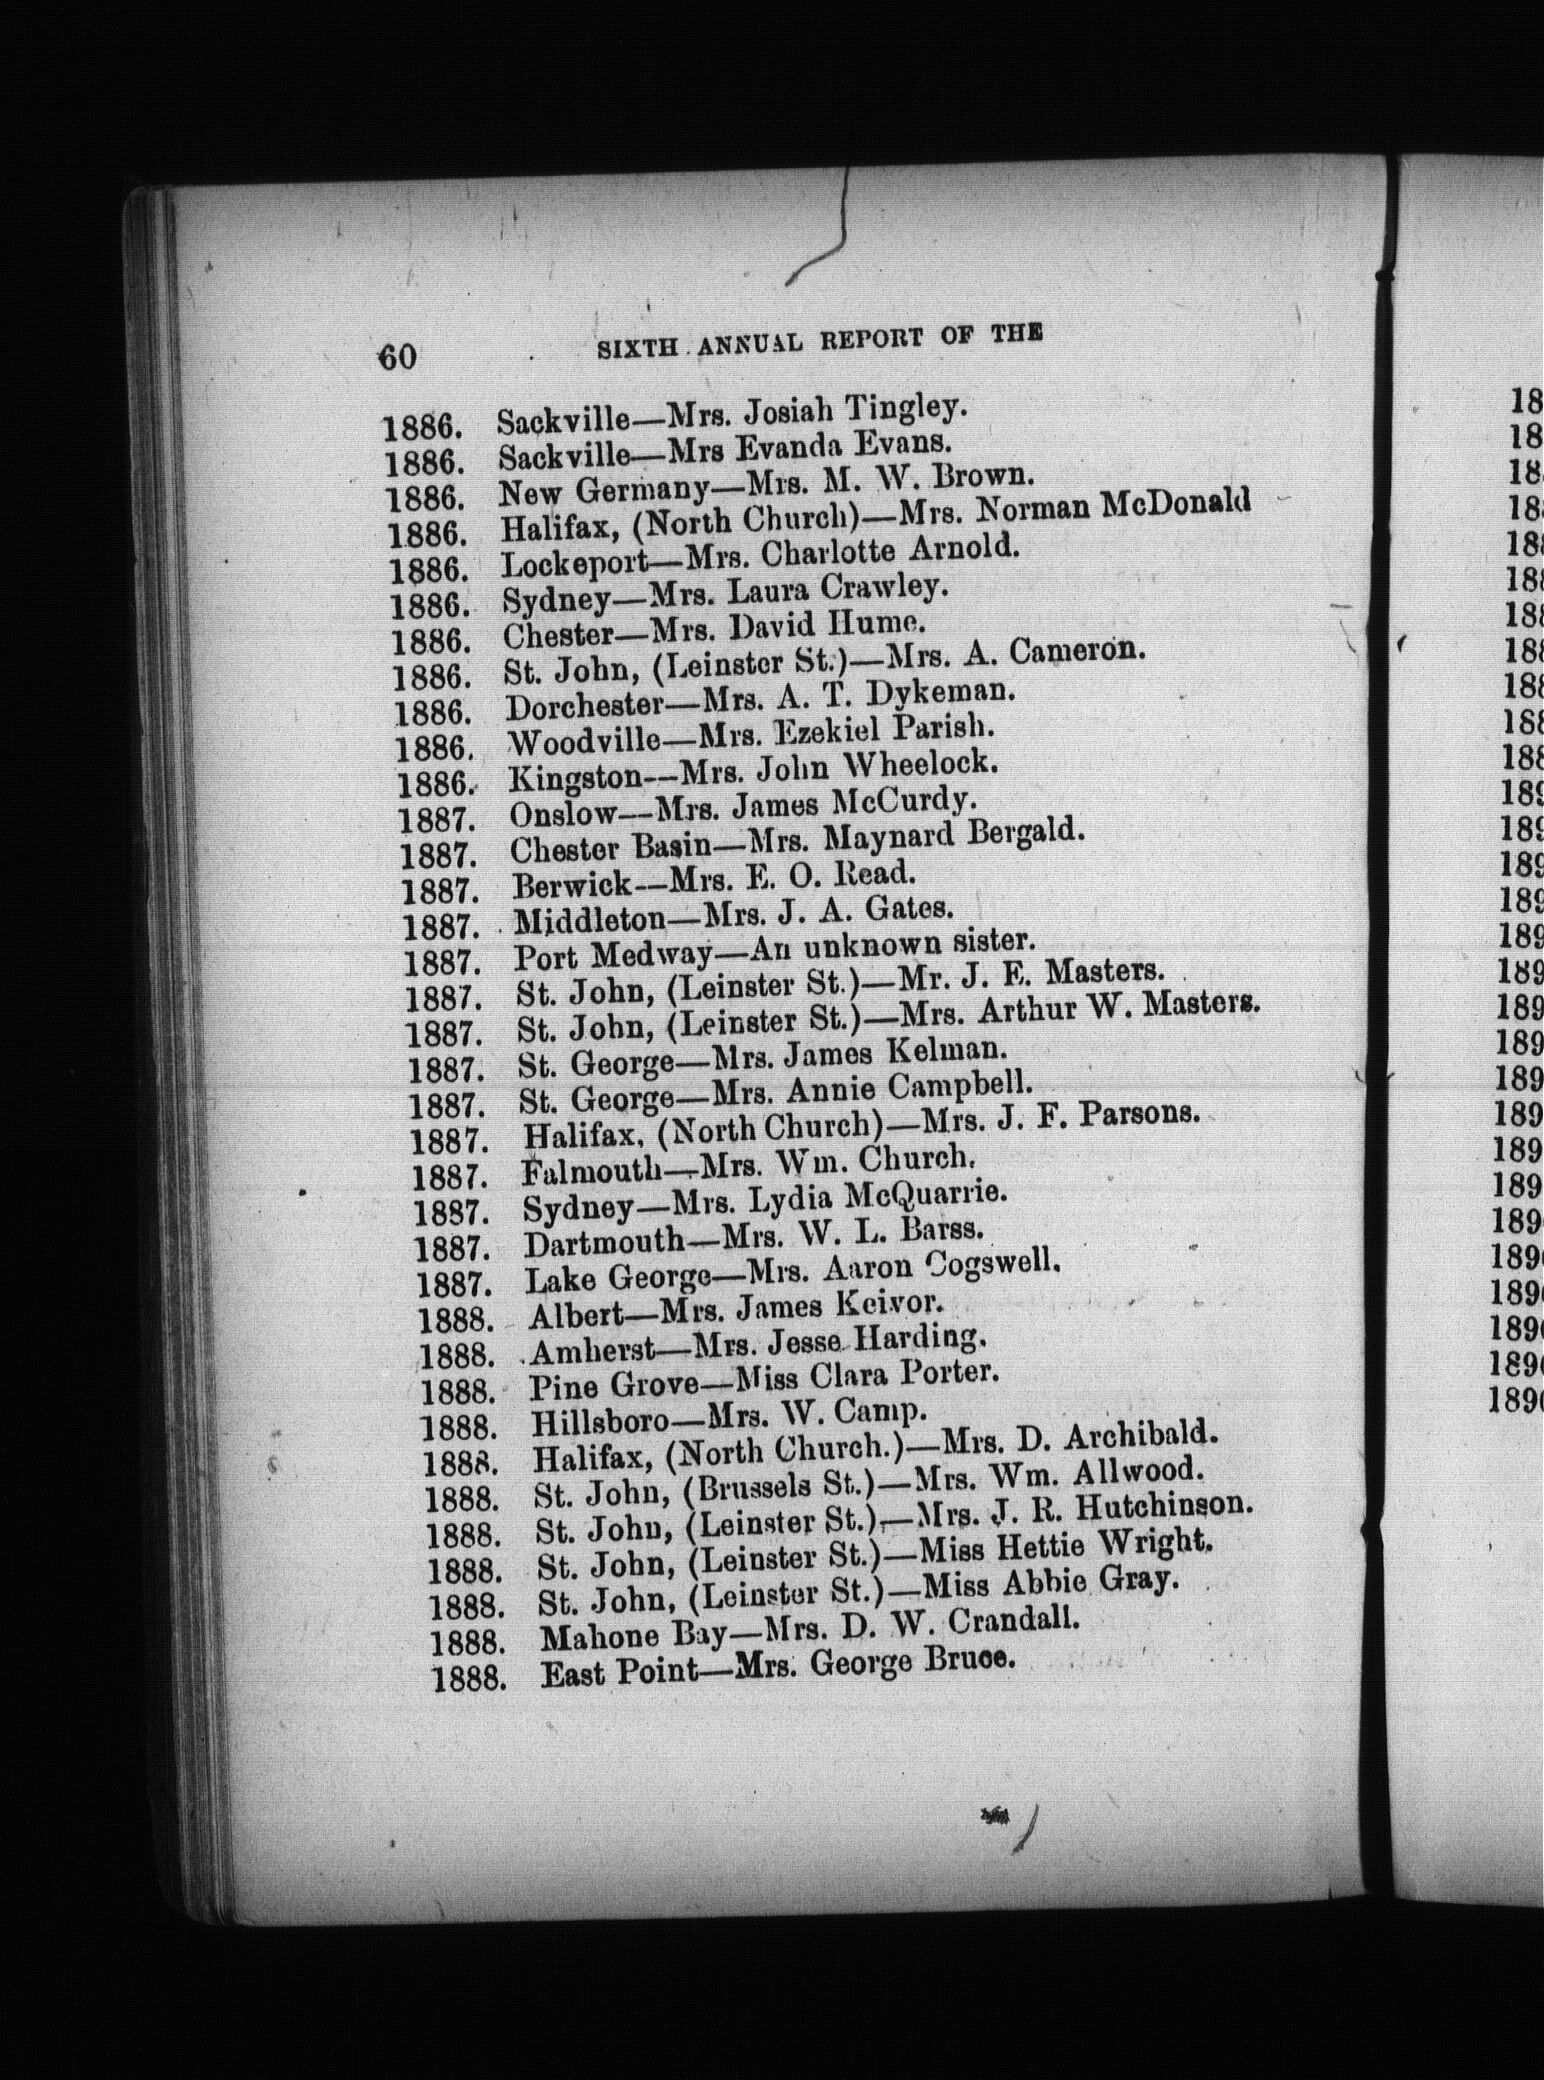 60 SIXTH ANNUAL REPORT OF THE
1886. Sackville—Mrs. Josiah Tingley.
1886. Sackville—Mrs Evanda Evans.
1886. New Germany—Mrs. M. W. Brown.
1886. Halifax, (North Church)—Mrs. Norman McDonald
1886. Lockeport—Mrs. Charlotte Arnold.
1886. Sydney—Mrs. Laura Crawley.
1886. Chester—Mrs. David Hume.
1886. St. John, (Leinster St.)—Mrs. A. Cameron.
1886. Dorchester—Mrs. A. T. Dykeman.
1886. Woodville—Mrs. Ezekiel Parish.
1886. Kingston—Mrs. John Wheelock.
1887. Onslow—Mrs. James McCurdy.
1887. Chester Basin—Mrs. Maynard Bergald.
1887. Berwick—Mrs. E. O. Read.
1887. Middleton—Mrs. J. A. Gates.
1887. Port Medway—An unknown sister.
1887. St. John, (Leinster St.)—Mr. J. E. Masters.
1887. St. John, (Leinster St.)—Mrs. Arthur W. Masters.
1887. St. George—Mrs. James Kelman.
1887. St. George—Mrs. Annie Campbell.
1887. Halifax, (North Church)—Mrs. J. F. Parsons.
1887. Falmouth—Mrs. Wm. Church.
1887. Sydney—Mrs. Lydia McQuarrie.
1887. Dartmouth—Mrs. W. L. Barss.
1887. Lake George—Mrs. Aaron Cogswell.
1888. Albert—Mrs. James Keivor.
1888. Amherst—Mrs. Jesse Harding.
1888. Pine Grove—Miss Clara Porter.
1888. Hillsboro—Mrs. W. Camp.
1888. Halifax, (North Church.)—Mrs. D. Archibald.
1888. St. John, (Brussels St.)—Mrs. Wm. Allwood.
1888. St. John, (Leinster St.)—Mrs. J. R. Hutchinson.
1888. St. John, (Leinster St.)—Miss Hettie Wright.
1888. St. John, (Leinster St.)—Miss Abbie Gray.
1888. Mahone Bay—Mrs. D. W. Crandall.
1888. East Point—Mrs. George Bruce.